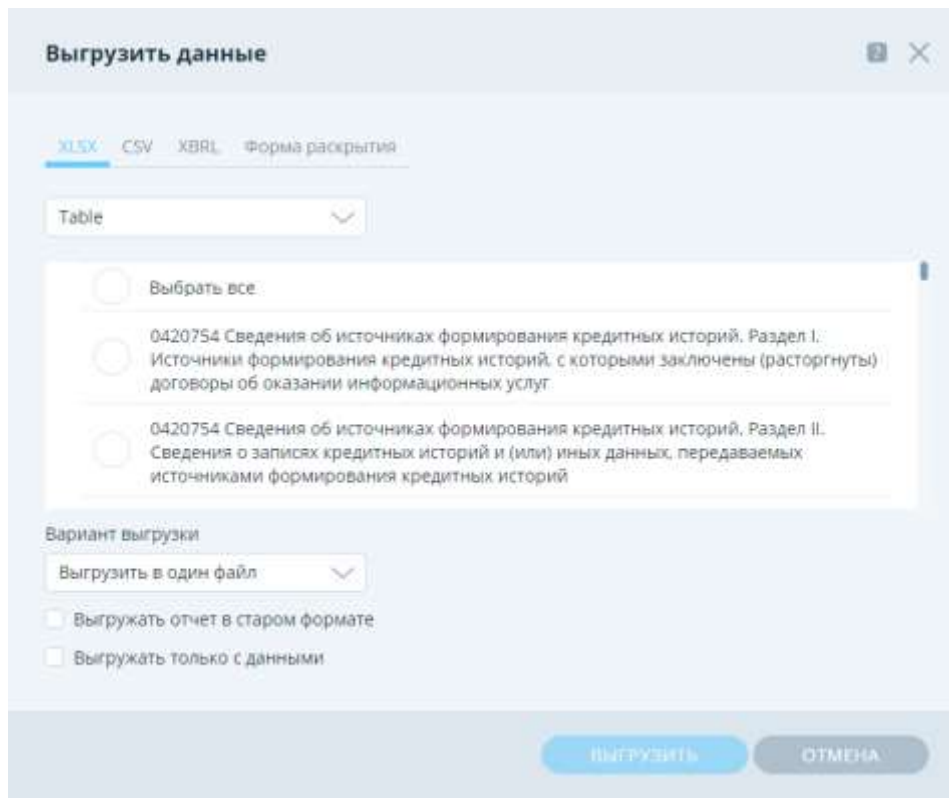 Выгрузить данные
?
XLSX CSV XBRL Форма раскрытия
Table
Выбрать все
0420754 Сведения об источниках формирования кредитных историй. Раздел I.
Источники формирования кредитных историй, с которыми заключены (расторгнуты)
договоры об оказании информационных услуг
0420754 Сведения об источниках формирования кредитных историй. Раздел II.
Сведения о записях кредитных историй и (или) иных данных, передаваемых
источниками формирования кредитных историй
Вариант выгрузки
Выгрузить в один файл
Выгружать отчет в старом формате
Выгружать только с данными
ВЫГРУЗИТЬ ОТМЕНА